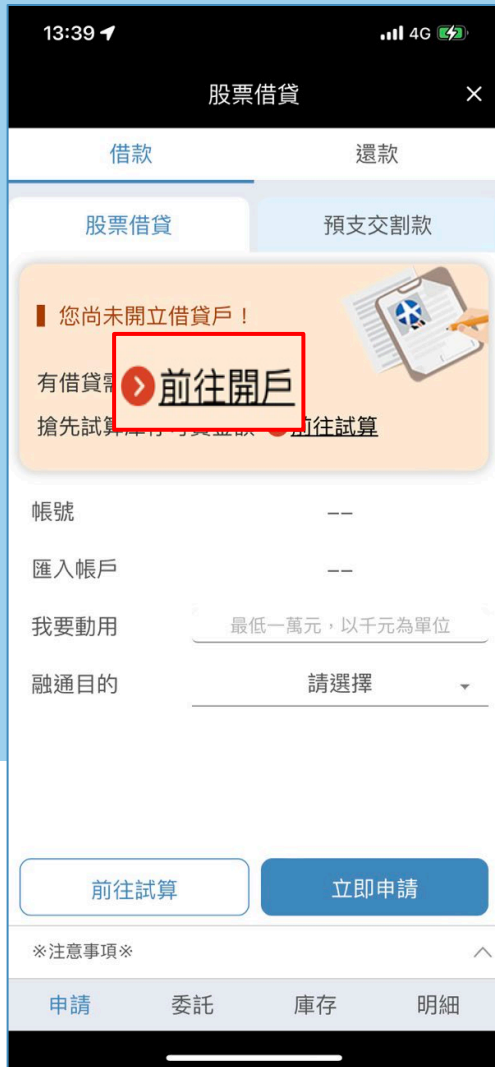 13:39
4G
股票借貸
借款 還款
股票借貸 預支交割款
您尚未開立借貸戶！
有借貸
前往開戶
搶先試算 前往試算
帳號 --
匯入帳戶 --
我要動用 最低一萬元，以千元為單位
融通目的 請選擇
前往試算 立即申請
※注意事項※
申請 委託 庫存 明細